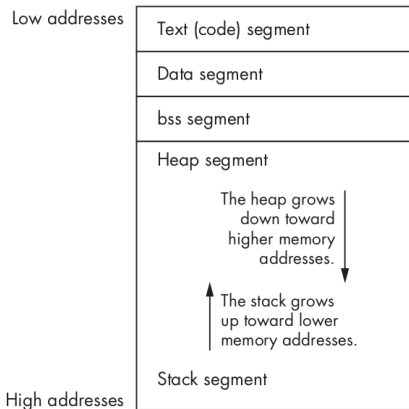 Low addresses
Text (code) segment
Data segment
bss segment
Heap segment
The heap grows
down toward
higher memory
addresses.
The stack grows
up toward lower
memory addresses.
Stack segment
High addresses